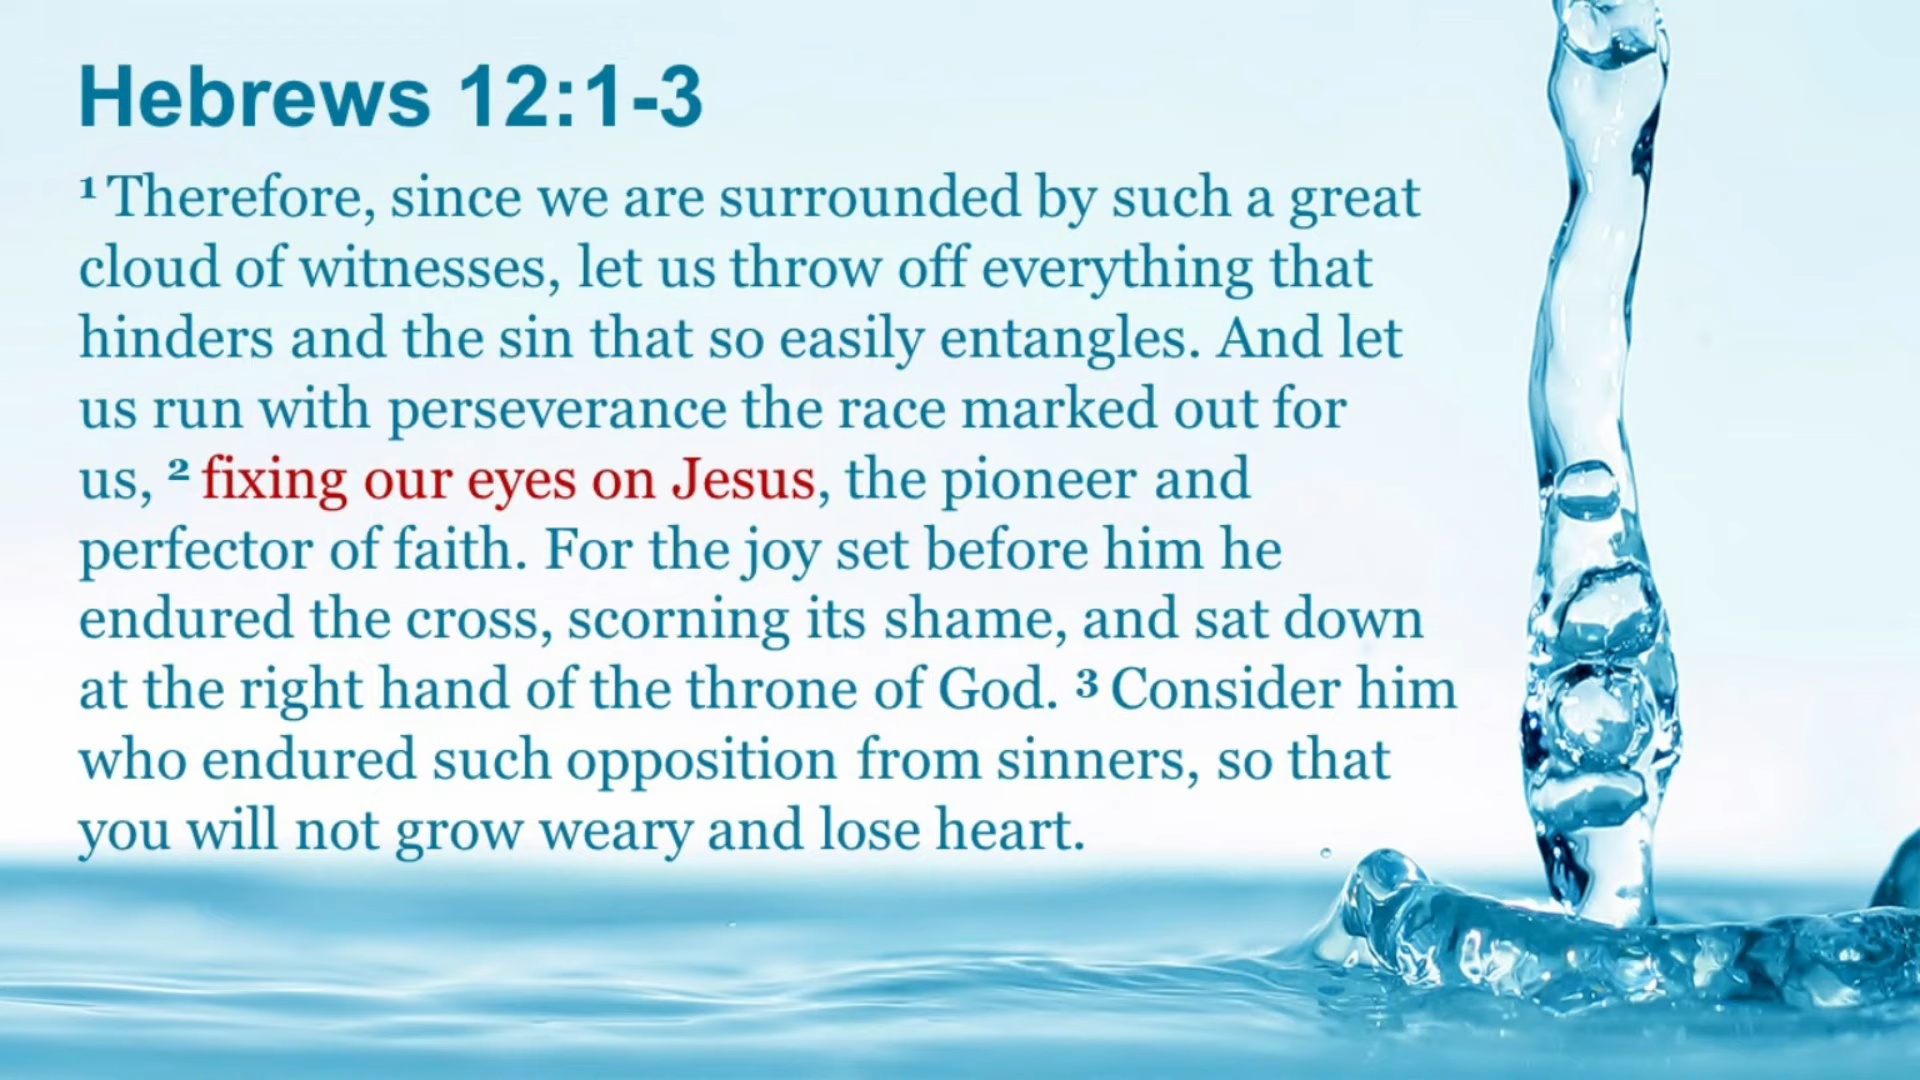 Hebrews 12:1-3
1 Therefore, since we are surrounded by such a great
cloud of witnesses, let us throw off everything that
hinders and the sin that so easily entangles. And let
us run with perseverance the race marked out for
us, 2 fixing our eyes on Jesus, the pioneer and
perfector of faith. For the joy set before him he
endured the cross, scorning its shame, and sat down
at the right hand of the throne of God. 3 Consider him
who endured such opposition from sinners, so that
you will not grow weary and lose heart.